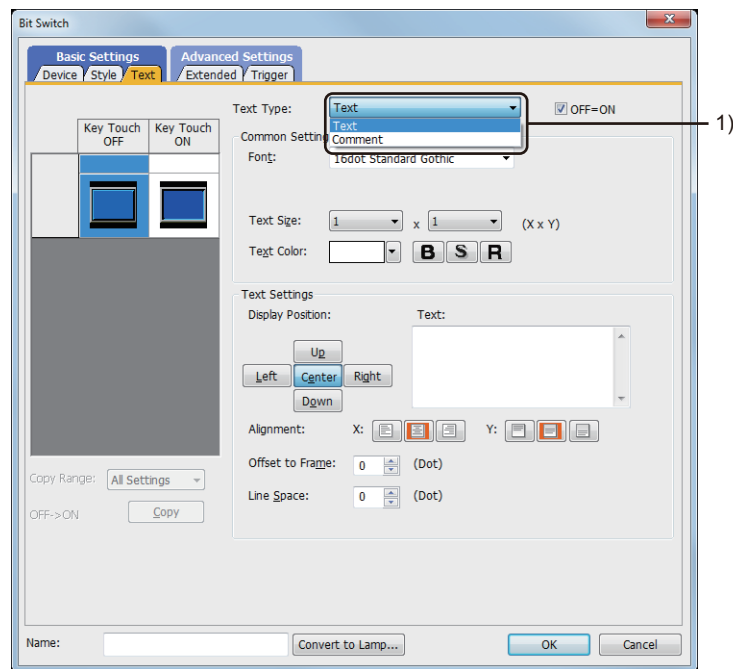 Bit Switch
Basic Settings Advanced Settings
Device Style Text Extended Trigger
Text Type: Text OFF=ON
1)
Text
Comment
Key Touch OFF Key Touch ON
Common Setting
Font: 16dot Standard Gothic
Text Size: 1 x 1 (X x Y)
Text Color: B S R
Text Settings
Display Position: Text:
Up
Left Center Right
Down
Alignment: X: Y:
Offset to Frame: 0 (Dot)
Line Space: 0 (Dot)
Copy Range: All Settings
OFF->ON Copy
Name: Convert to Lamp... OK Cancel